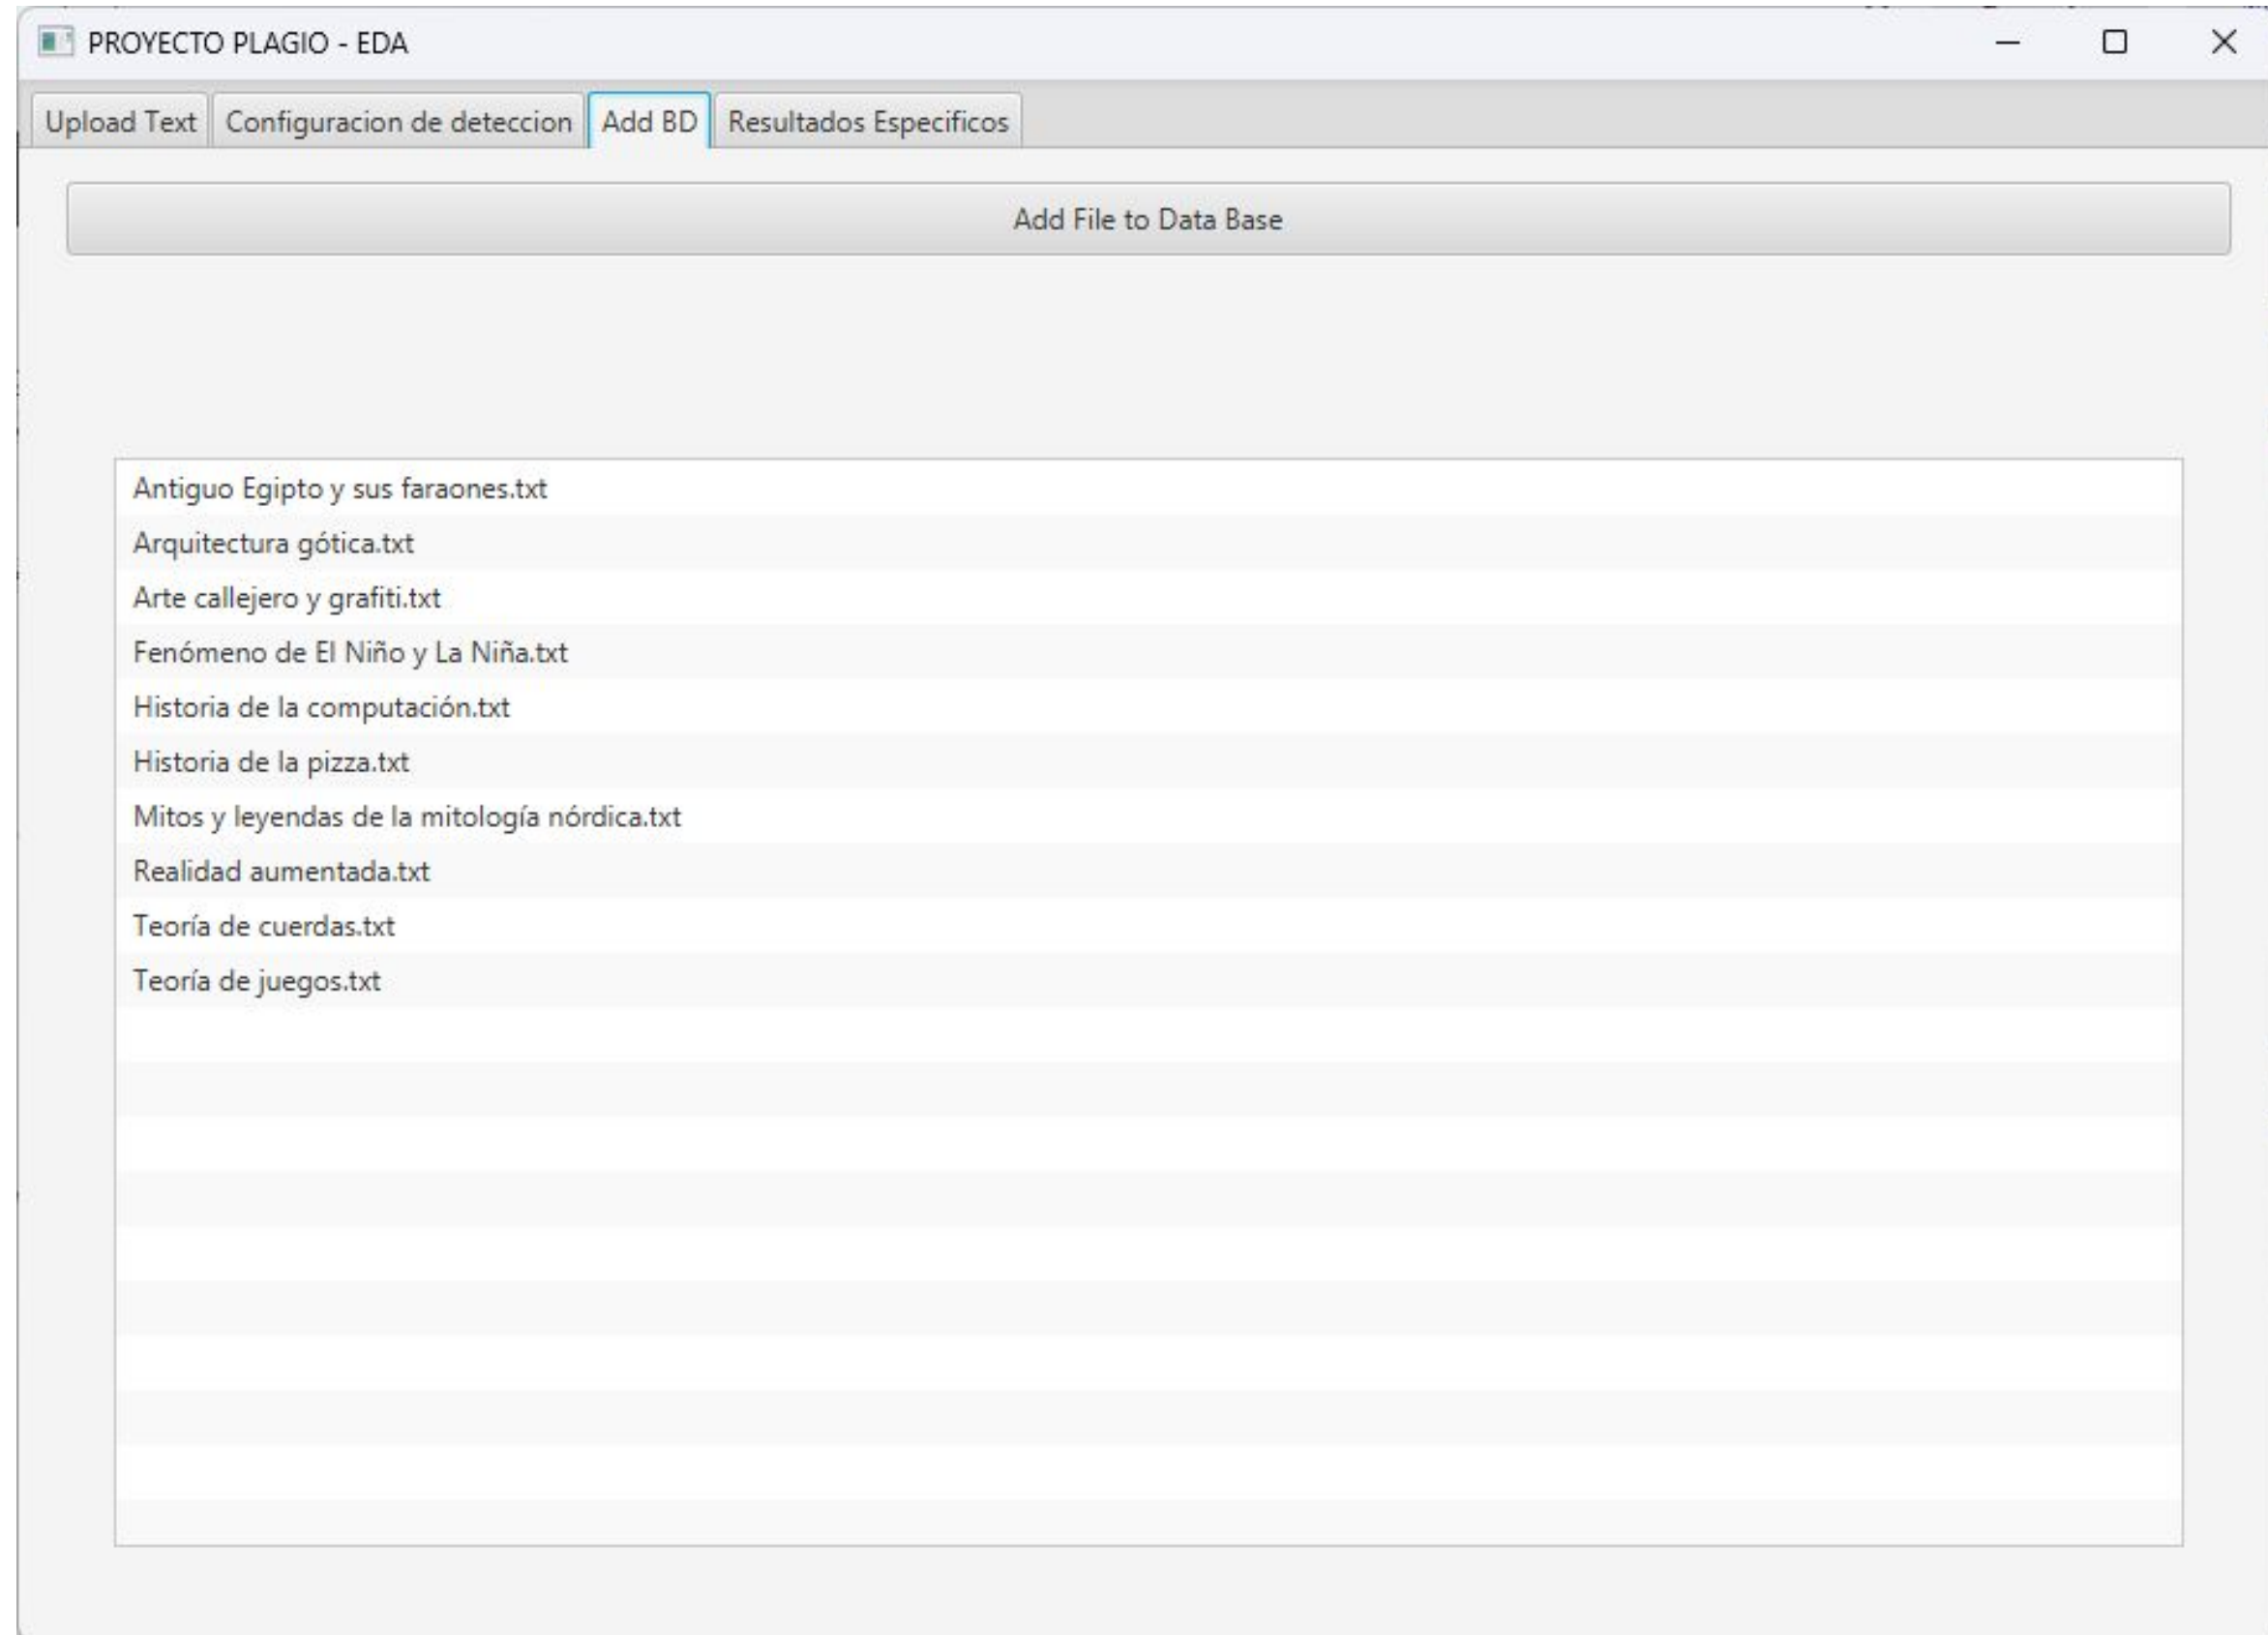 PROYECTO PLAGIO - EDA
Upload Text Configuracion de deteccion Add BD Resultados Especificos
Add File to Data Base
Antiguo Egipto y sus faraones.txt
Arquitectura gótica.txt
Arte callejero y grafiti.txt
Fenómeno de El Niño y La Niña.txt
Historia de la computación.txt
Historia de la pizza.txt
Mitos y leyendas de la mitología nórdica.txt
Realidad aumentada.txt
Teoría de cuerdas.txt
Teoría de juegos.txt